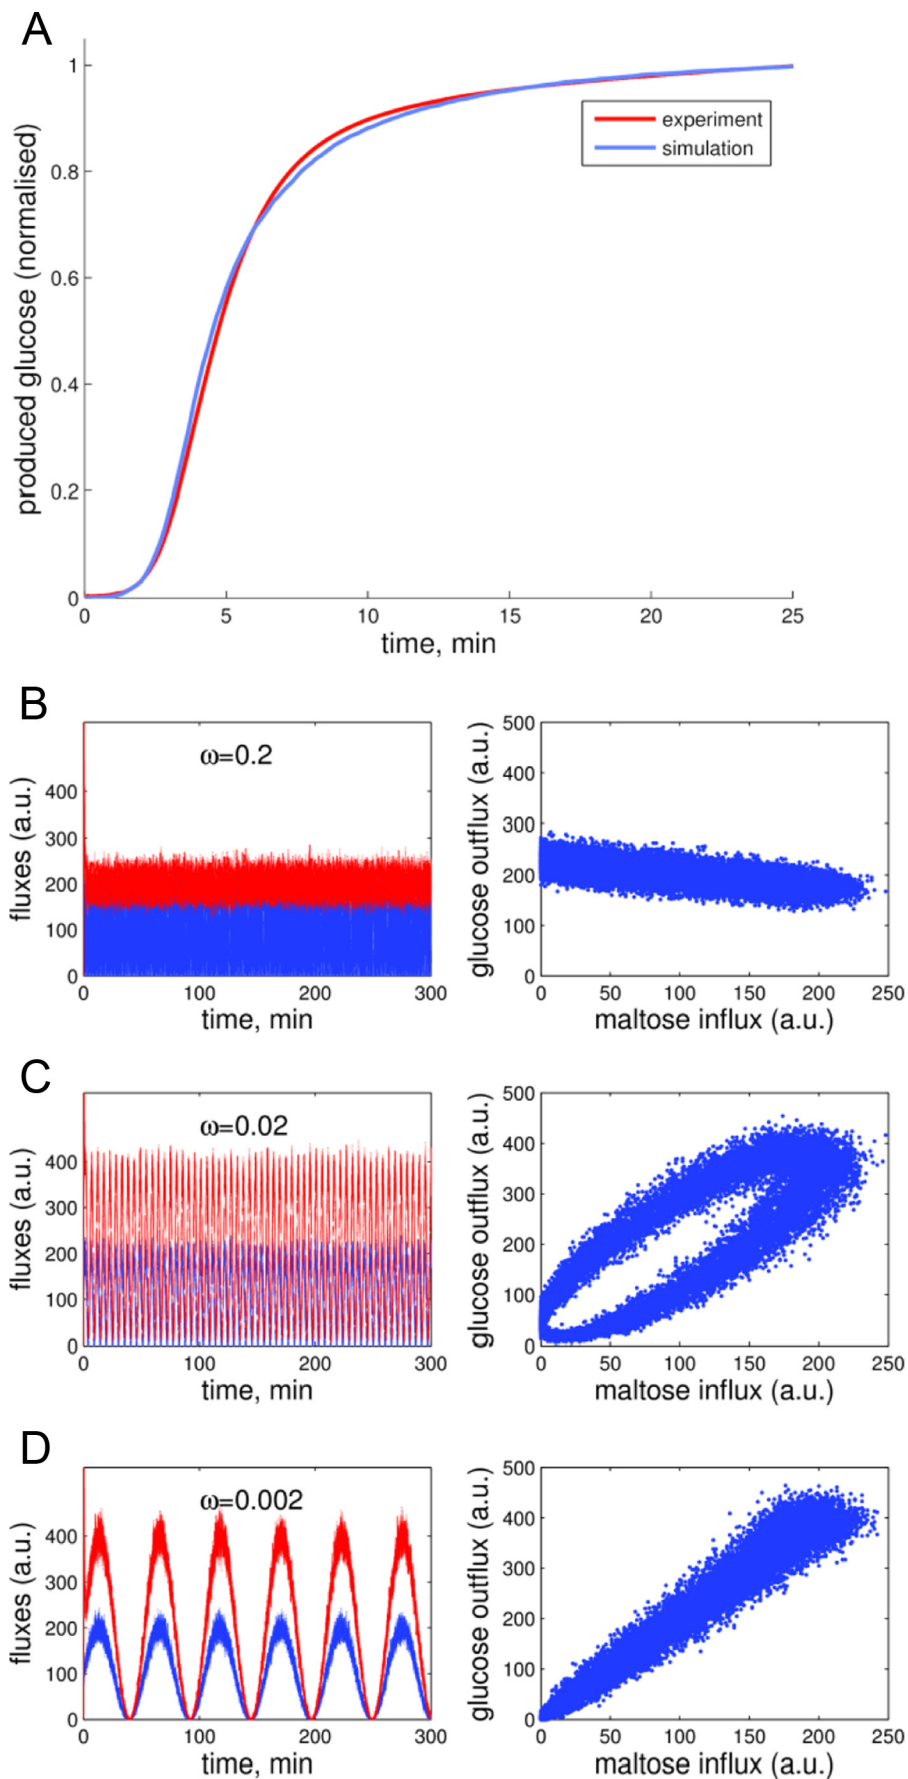 A
produced glucose (normalised)
1
0.8
0.6
0.4
0.2
0
experiment
simulation
0 5 10 15 20 25
time, min
B
fluxes (a.u.)
400
300
200
100
0
ω=0.2
0 100 200 300
time, min
glucose outflux (a.u.)
500
400
300
200
100
0
0 50 100 150 200 250
maltose influx (a.u.)
C
fluxes (a.u.)
400
300
200
100
0
ω=0.02
0 100 200 300
time, min
glucose outflux (a.u.)
500
400
300
200
100
0
0 50 100 150 200 250
maltose influx (a.u.)
D
fluxes (a.u.)
400
300
200
100
0
ω=0.002
0 100 200 300
time, min
glucose outflux (a.u.)
500
400
300
200
100
0
0 50 100 150 200 250
maltose influx (a.u.)